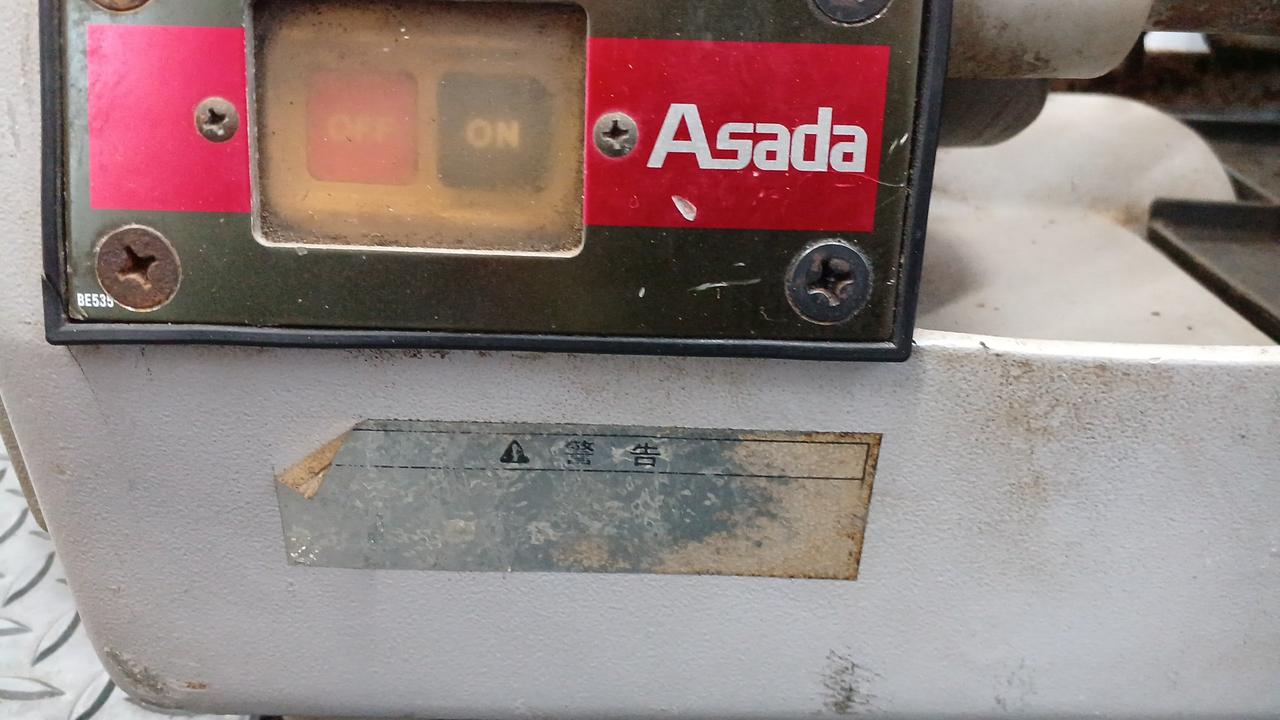 OFF
ON
Asada
BE535
警告